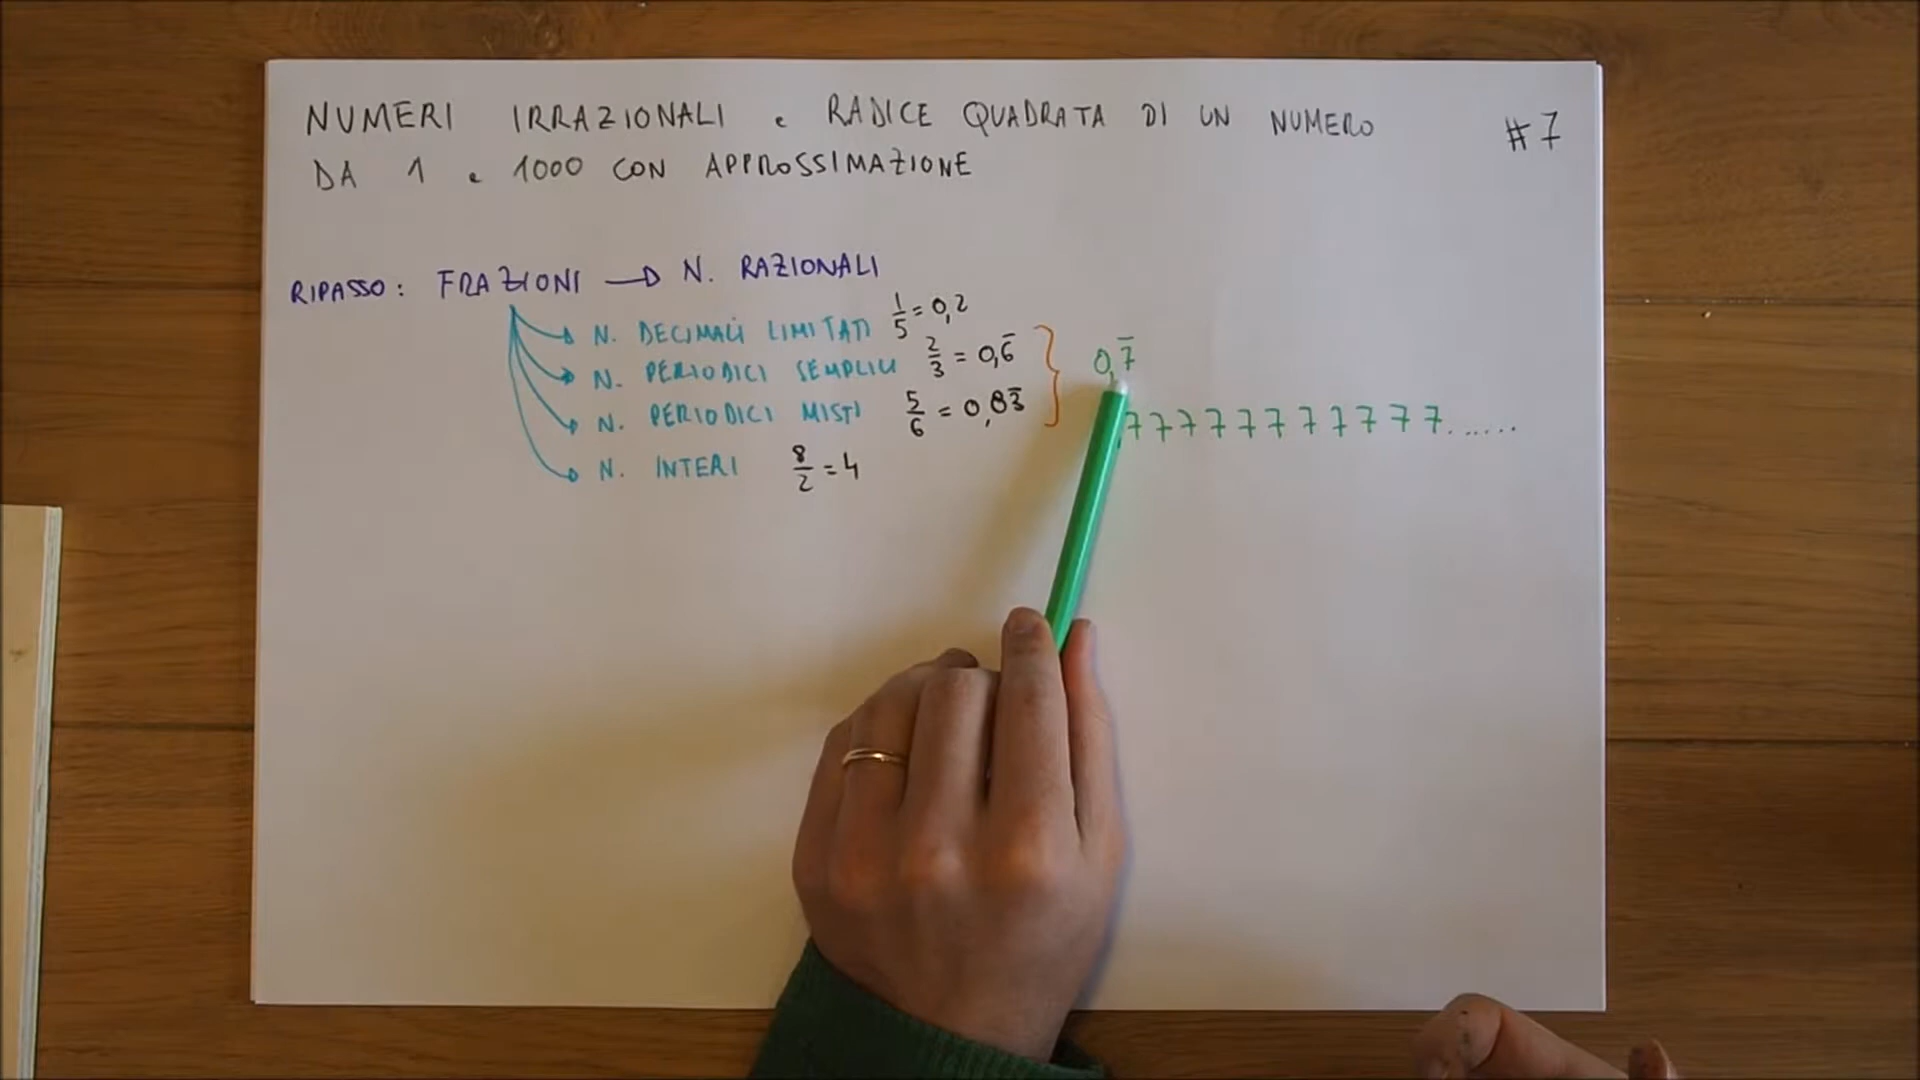 NUMERI IRRAZIONALI e RADICE QUADRATA DI UN NUMERO #7
DA 1 e 1000 CON APPROSSIMAZIONE
RIPASSO: FRAZIONI → N. RAZIONALI
N. DECIMALI LIMITATI 1/5 = 0,2
N. PERIODICI SEMPLICI 2/3 = 0,6̅
N. PERIODICI MISTI 5/6 = 0,83̅
N. INTERI 8/2 = 4
0,7̅
77777777777......